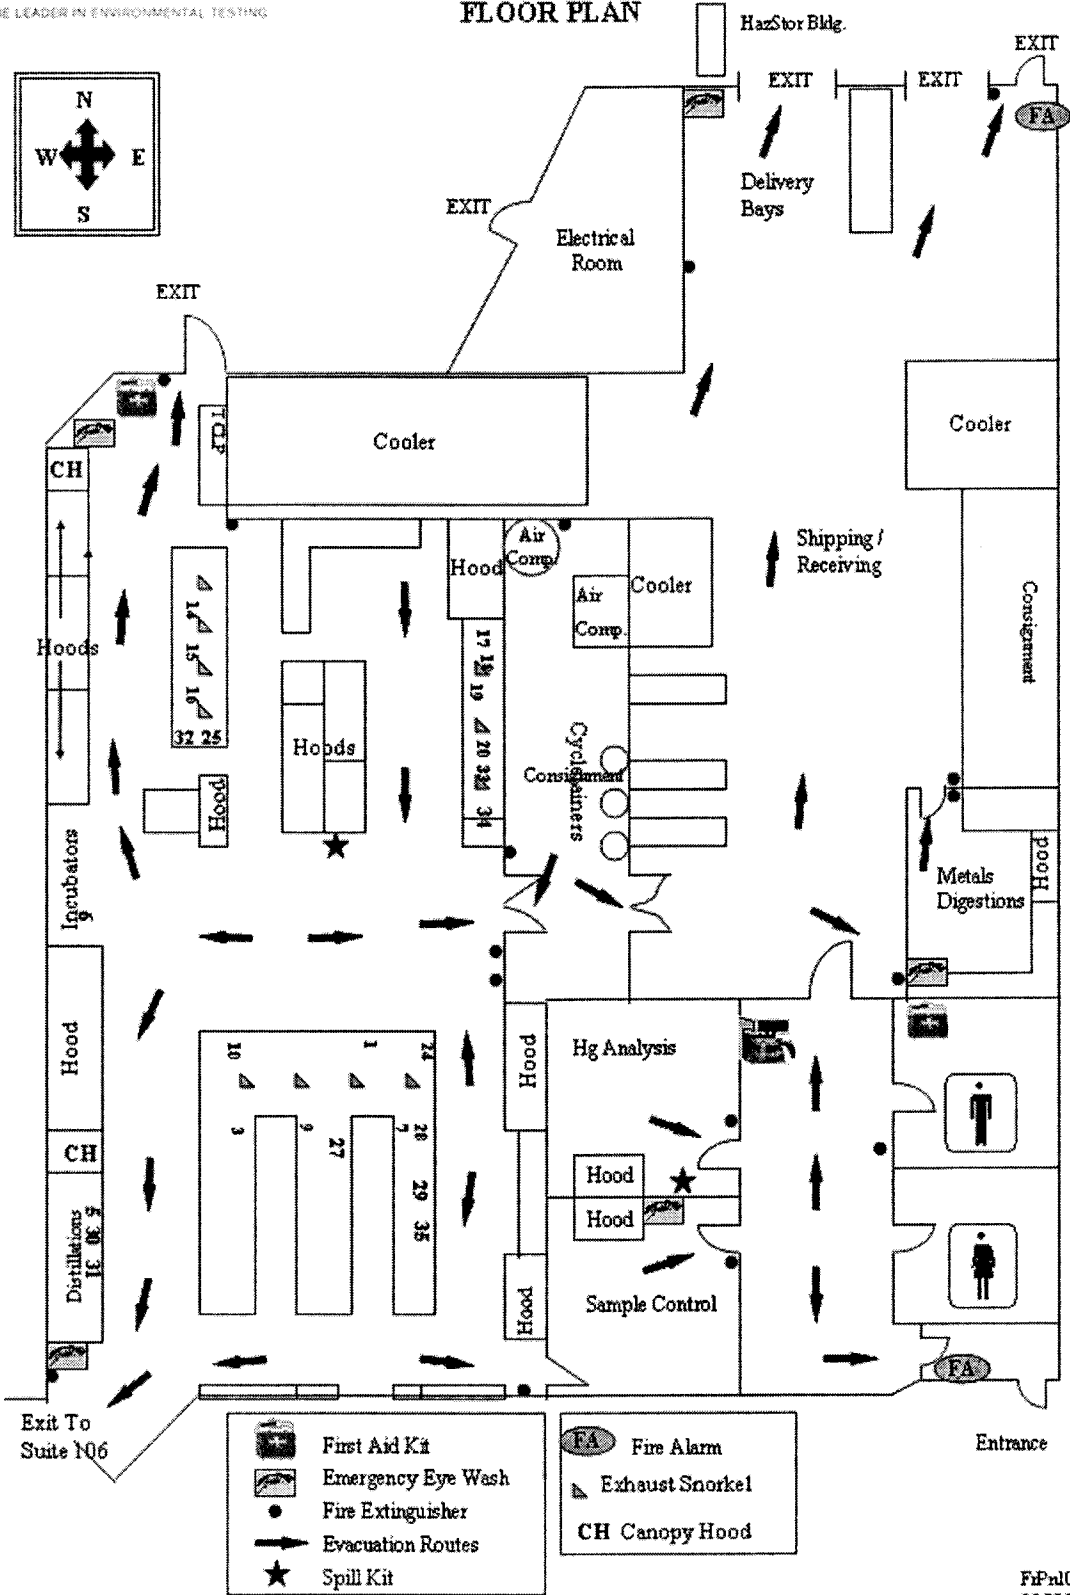 THE LEADER IN ENVIRONMENTAL TESTING
FLOOR PLAN
HazStor Bldg.
EXIT
EXIT
EXIT
N
W E
S
FA
Delivery
Bays
EXIT
Electrical
Room
EXIT
TCLP
Cooler
Cooler
CH
Air
Comp.
Hood
Shipping /
Receiving
Air
Comp.
Cooler
Consignment
14
15
16
32 25
Hoods
17
18
19
20
34
Hoods
Hood
Cycletainers
Consignment
Incubators
6
Metals
Digestions
Hood
Hood
10
1
24
3
9
27
7
28
29
35
Hood
Hg Analysis
CH
Distillations
5 30 31
Hood
Hood
Hood
Sample Control
FA
Exit To
Suite 106
Entrance
First Aid Kit
Emergency Eye Wash
Fire Extinguisher
Evacuation Routes
Spill Kit
FA Fire Alarm
Exhaust Snorkel
CH Canopy Hood